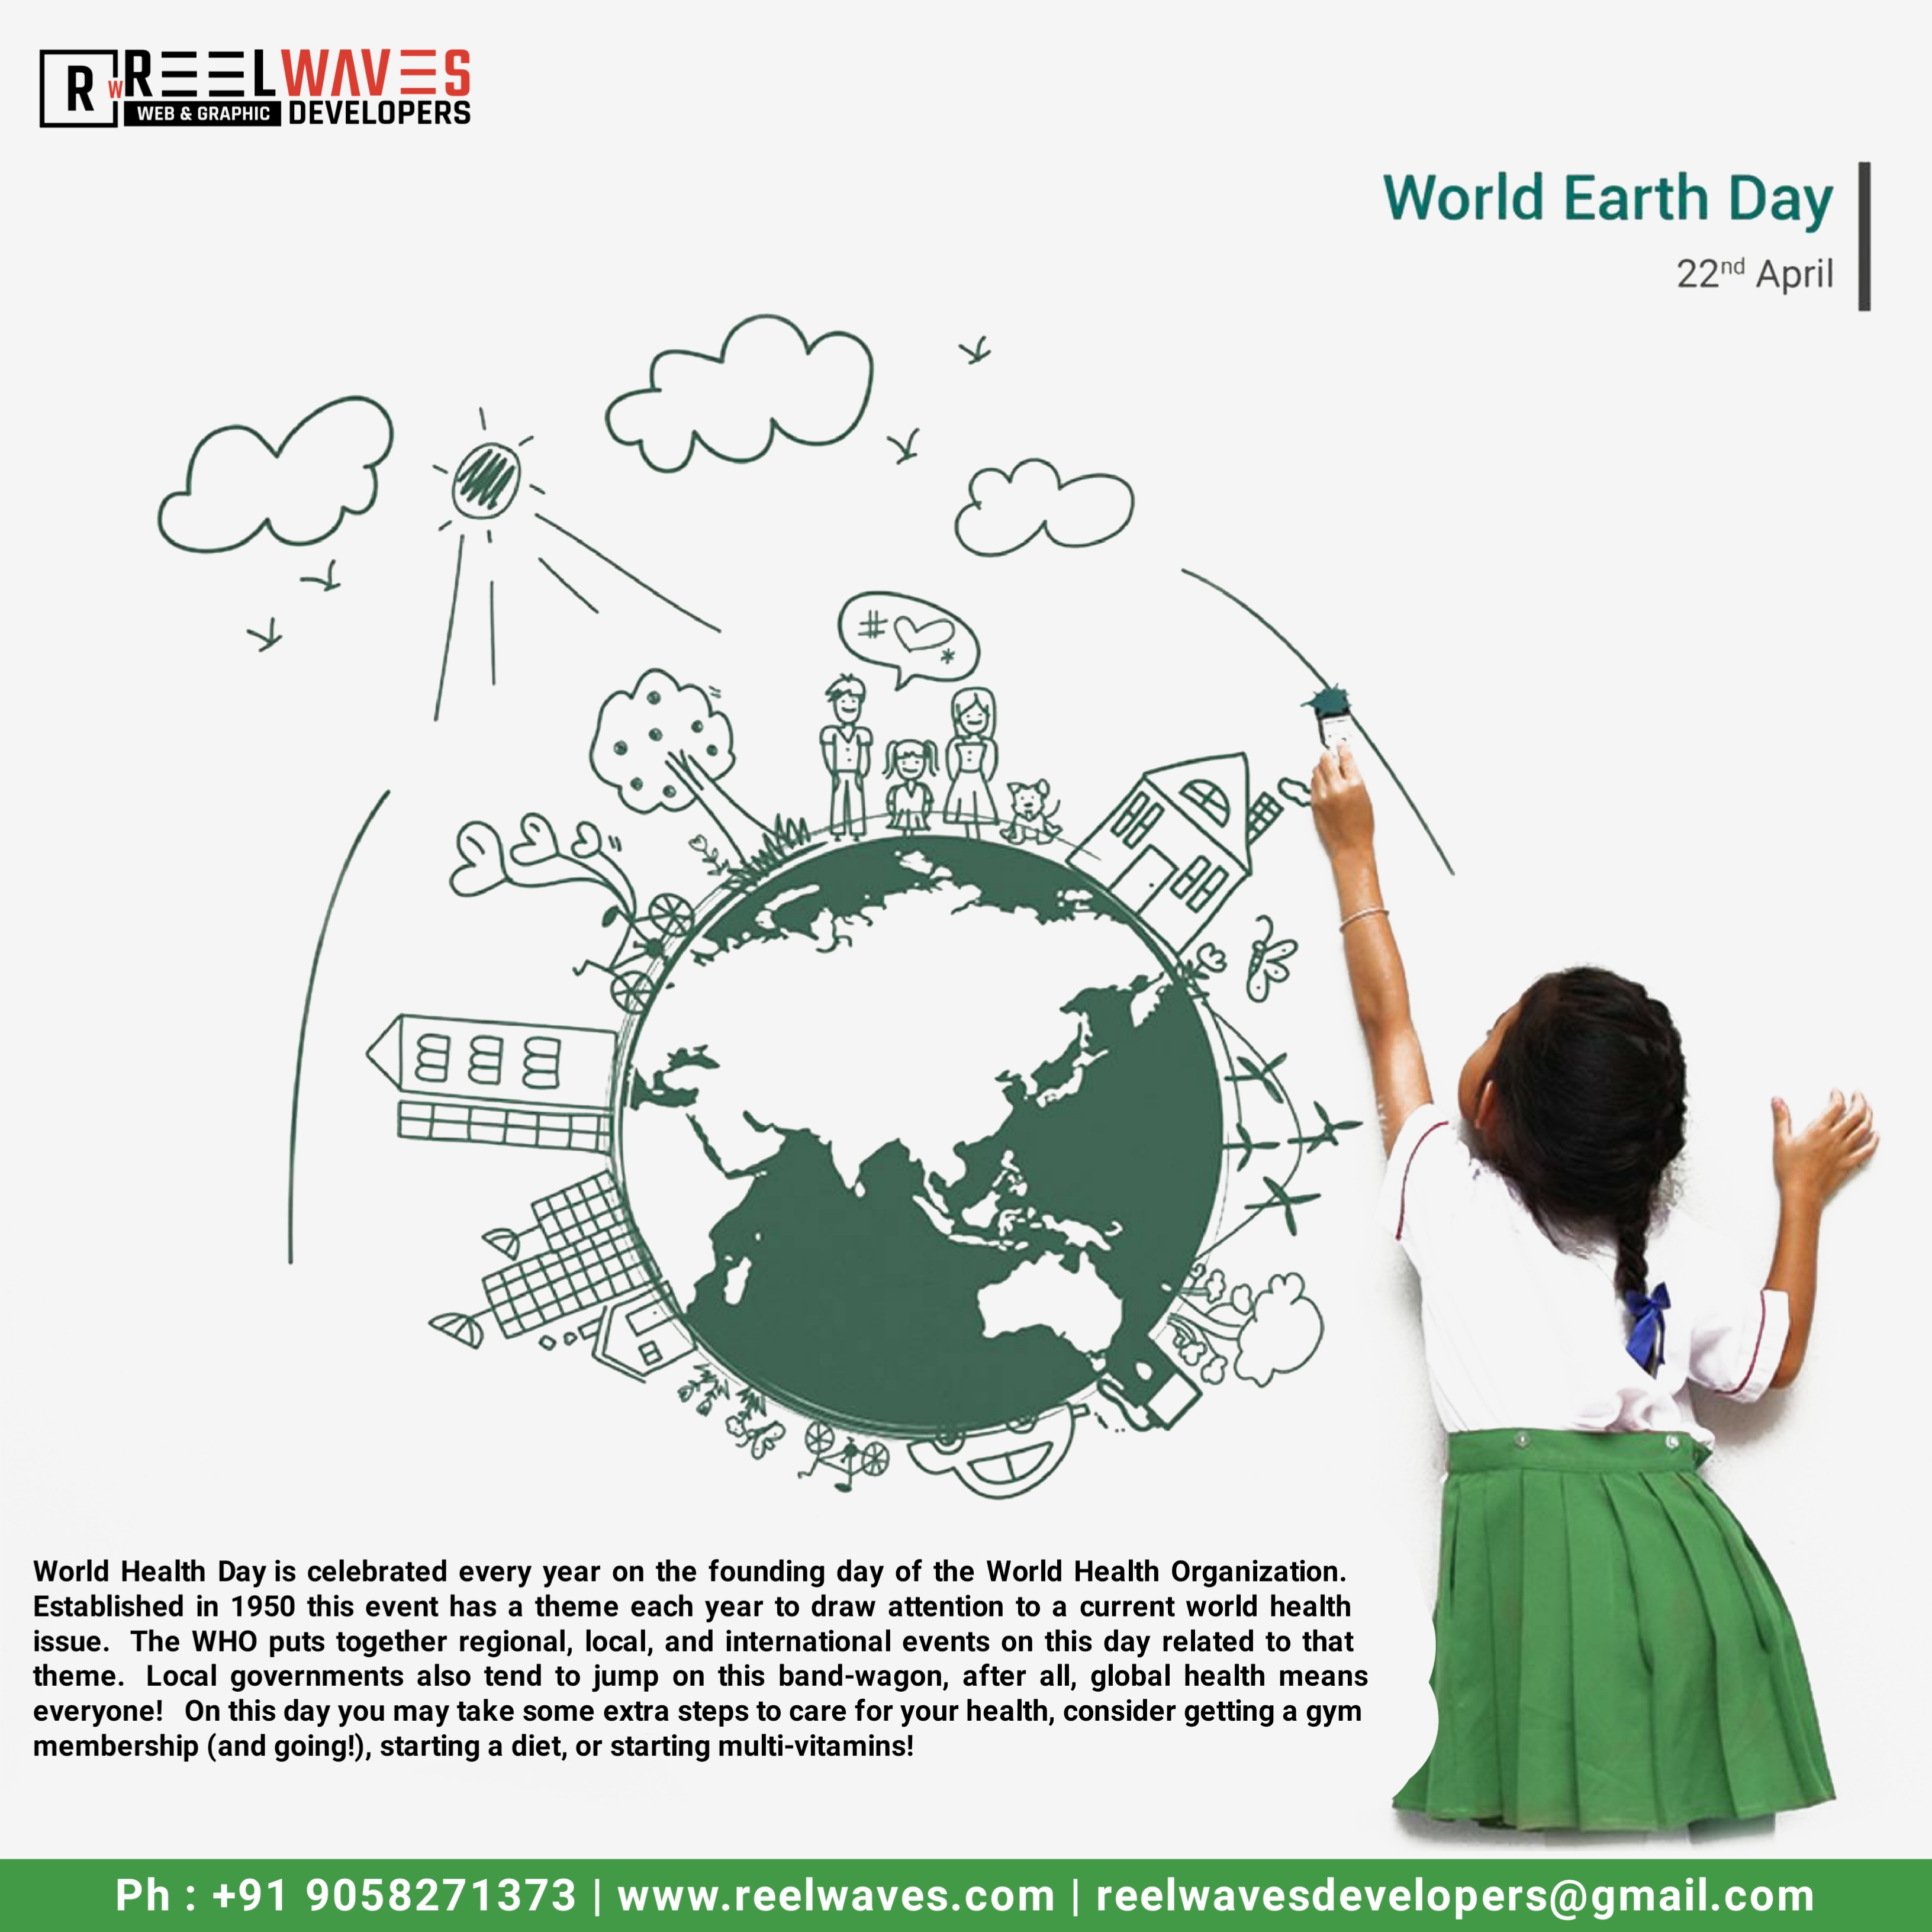 R W REELWAVES
WEB & GRAPHIC DEVELOPERS
World Earth Day
22nd April
# *
World Health Day is celebrated every year on the founding day of the World Health Organization.
Established in 1950 this event has a theme each year to draw attention to a current world health
issue. The WHO puts together regional, local, and international events on this day related to that
theme. Local governments also tend to jump on this band-wagon, after all, global health means
everyone! On this day you may take some extra steps to care for your health, consider getting a gym
membership (and going!), starting a diet, or starting multi-vitamins!
Ph : +91 9058271373 | www.reelwaves.com | reelwavesdevelopers@gmail.com